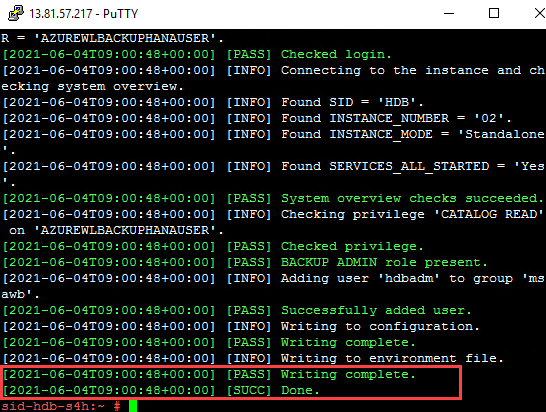 13.81.57.217 - PuTTY
R = 'AZUREWLBACKUPHANAUSER'.
[2021-06-04T09:00:48+00:00] [PASS] Checked login.
[2021-06-04T09:00:48+00:00] [INFO] Connecting to the instance and ch
ecking system overview.
[2021-06-04T09:00:48+00:00] [INFO] Found SID = 'HDB'.
[2021-06-04T09:00:48+00:00] [INFO] Found INSTANCE_NUMBER = '02'.
[2021-06-04T09:00:48+00:00] [INFO] Found INSTANCE_MODE = 'Standalone
'.
[2021-06-04T09:00:48+00:00] [INFO] Found SERVICES_ALL_STARTED = 'Yes
'.
[2021-06-04T09:00:48+00:00] [PASS] System overview checks succeeded.
[2021-06-04T09:00:48+00:00] [INFO] Checking privilege 'CATALOG READ'
 on 'AZUREWLBACKUPHANAUSER'.
[2021-06-04T09:00:48+00:00] [PASS] Checked privilege.
[2021-06-04T09:00:48+00:00] [PASS] BACKUP ADMIN role present.
[2021-06-04T09:00:48+00:00] [INFO] Adding user 'hdbadm' to group 'ms
awb'.
[2021-06-04T09:00:48+00:00] [PASS] Successfully added user.
[2021-06-04T09:00:48+00:00] [INFO] Writing to configuration.
[2021-06-04T09:00:48+00:00] [PASS] Writing complete.
[2021-06-04T09:00:48+00:00] [INFO] Writing to environment file.
[2021-06-04T09:00:48+00:00] [PASS] Writing complete.
[2021-06-04T09:00:48+00:00] [SUCC] Done.
sid-hdb-s4h:~ #